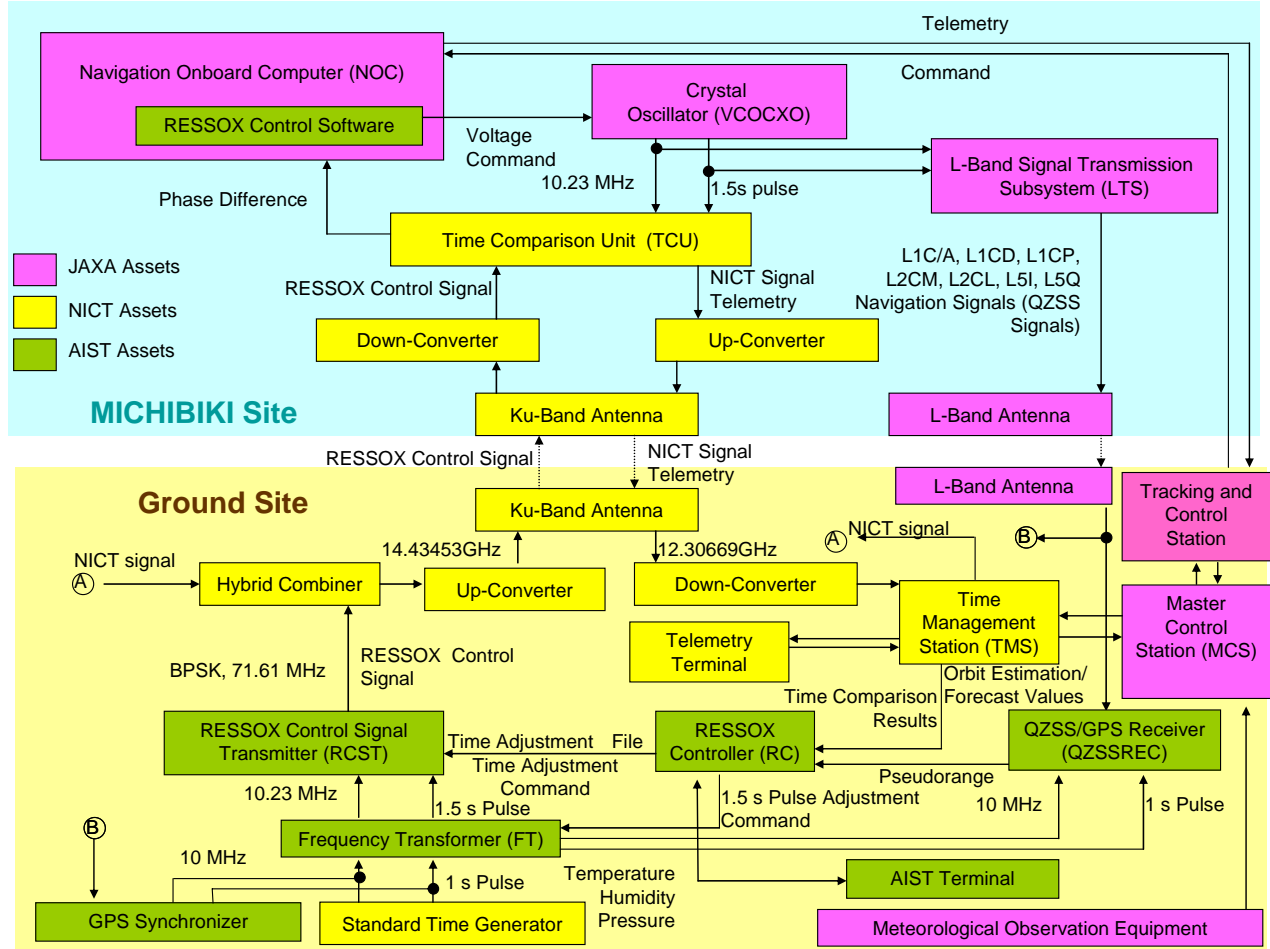 Telemetry
Navigation Onboard Computer (NOC)
Command
Crystal
Oscillator (VCOCXO)
RESSOX Control Software
Voltage
Command
10.23 MHz
1.5s pulse
L-Band Signal Transmission
Subsystem (LTS)
Phase Difference
Time Comparison Unit (TCU)
JAXA Assets
NICT Assets
AIST Assets
RESSOX Control Signal
NICT Signal
Telemetry
L1C/A, L1CD, L1CP,
L2CM, L2CL, L5I, L5Q
Navigation Signals (QZSS
Signals)
Down-Converter
Up-Converter
MICHIBIKI Site
Ku-Band Antenna
L-Band Antenna
RESSOX Control Signal
NICT Signal
Telemetry
Ground Site
L-Band Antenna
Ku-Band Antenna
Tracking and
Control
Station
NICT signal
A
B
NICT signal
A
14.43453GHz
12.30669GHz
Hybrid Combiner
Up-Converter
Down-Converter
Time
Management
Station (TMS)
Master
Control
Station (MCS)
Telemetry
Terminal
BPSK, 71.61 MHz
RESSOX Control
Signal
Orbit Estimation/
Forecast Values
Time Comparison
Results
RESSOX Control Signal
Transmitter (RCST)
Time Adjustment File
Time Adjustment
Command
RESSOX
Controller (RC)
QZSS/GPS Receiver
(QZSSREC)
Pseudorange
10.23 MHz
1.5 s Pulse
1.5 s Pulse Adjustment
Command
10 MHz
1 s Pulse
B
Frequency Transformer (FT)
10 MHz
1 s Pulse
Temperature
Humidity
Pressure
AIST Terminal
GPS Synchronizer
Standard Time Generator
Meteorological Observation Equipment